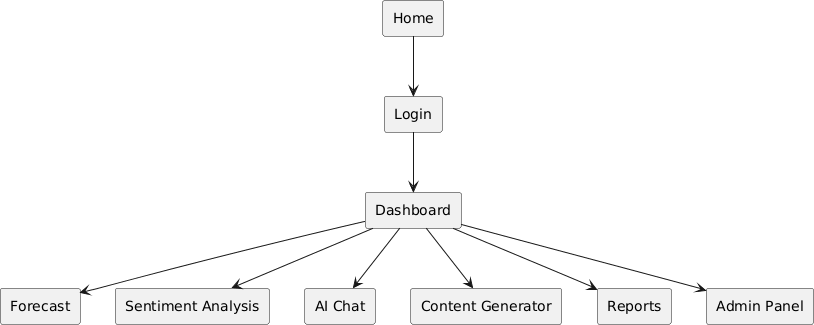 Home
Login
Dashboard
Forecast
Sentiment Analysis
AI Chat
Content Generator
Reports
Admin Panel